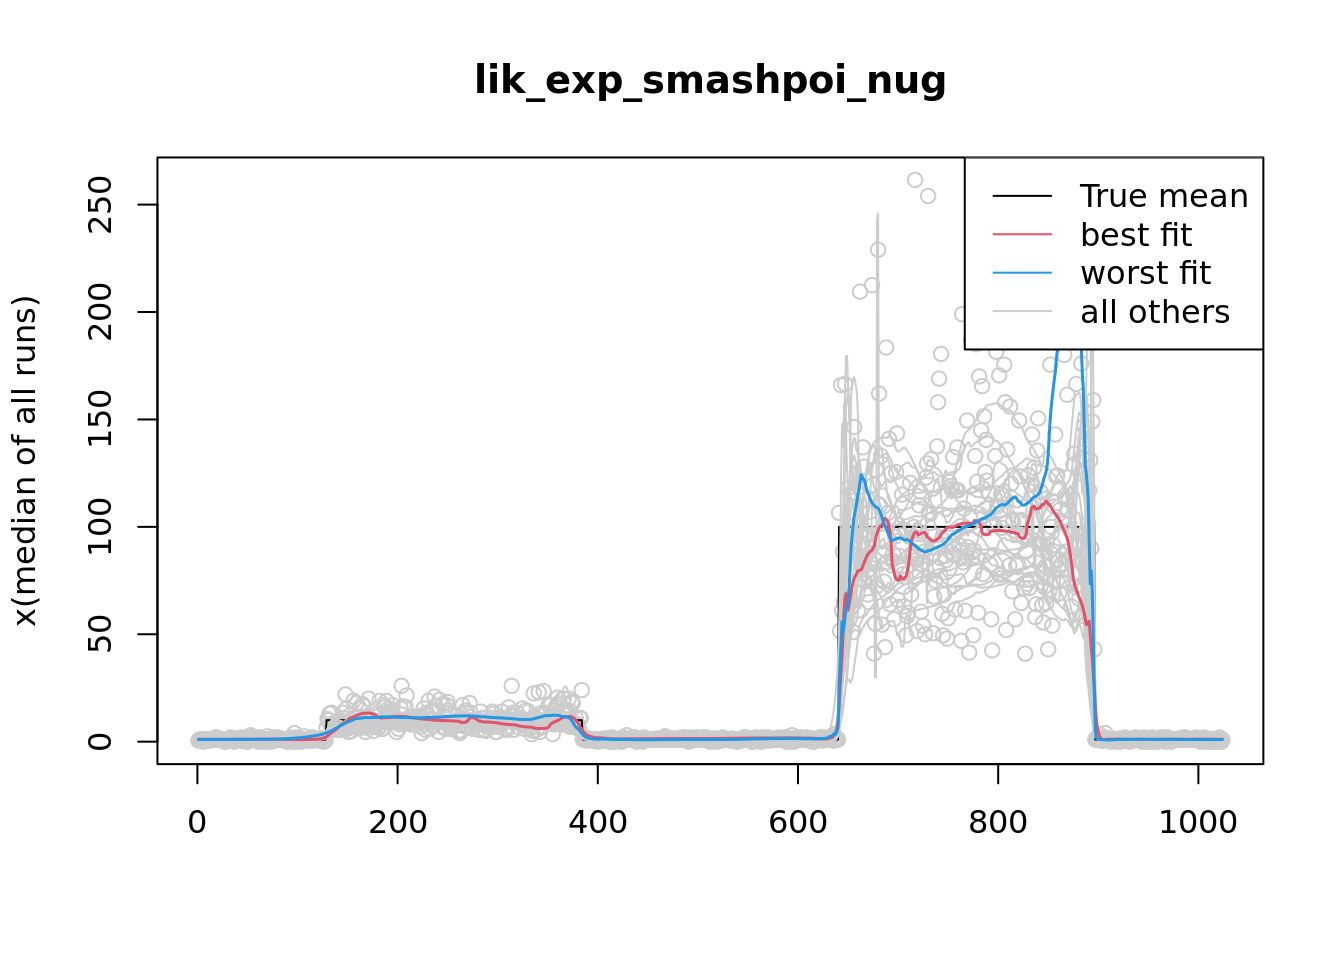 lik_exp_smashpoi_nug
x(median of all runs)
250
200
150
100
50
0
True mean
best fit
worst fit
all others
0 200 400 600 800 1000